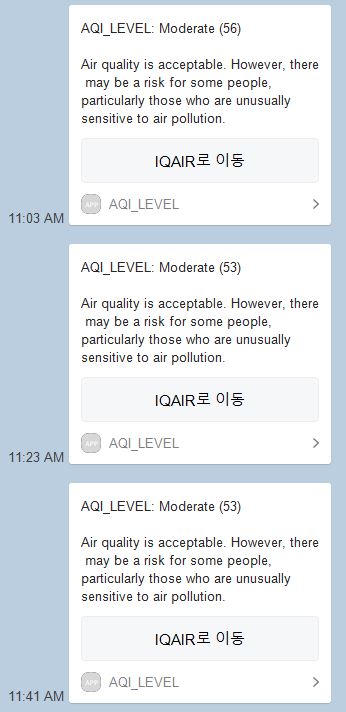 AQI_LEVEL: Moderate (56)
Air quality is acceptable. However, there
may be a risk for some people,
particularly those who are unusually
sensitive to air pollution.
IQAIR로 이동
APP AQI_LEVEL
11:03 AM
AQI_LEVEL: Moderate (53)
Air quality is acceptable. However, there
may be a risk for some people,
particularly those who are unusually
sensitive to air pollution.
IQAIR로 이동
APP AQI_LEVEL
11:23 AM
AQI_LEVEL: Moderate (53)
Air quality is acceptable. However, there
may be a risk for some people,
particularly those who are unusually
sensitive to air pollution.
IQAIR로 이동
APP AQI_LEVEL
11:41 AM